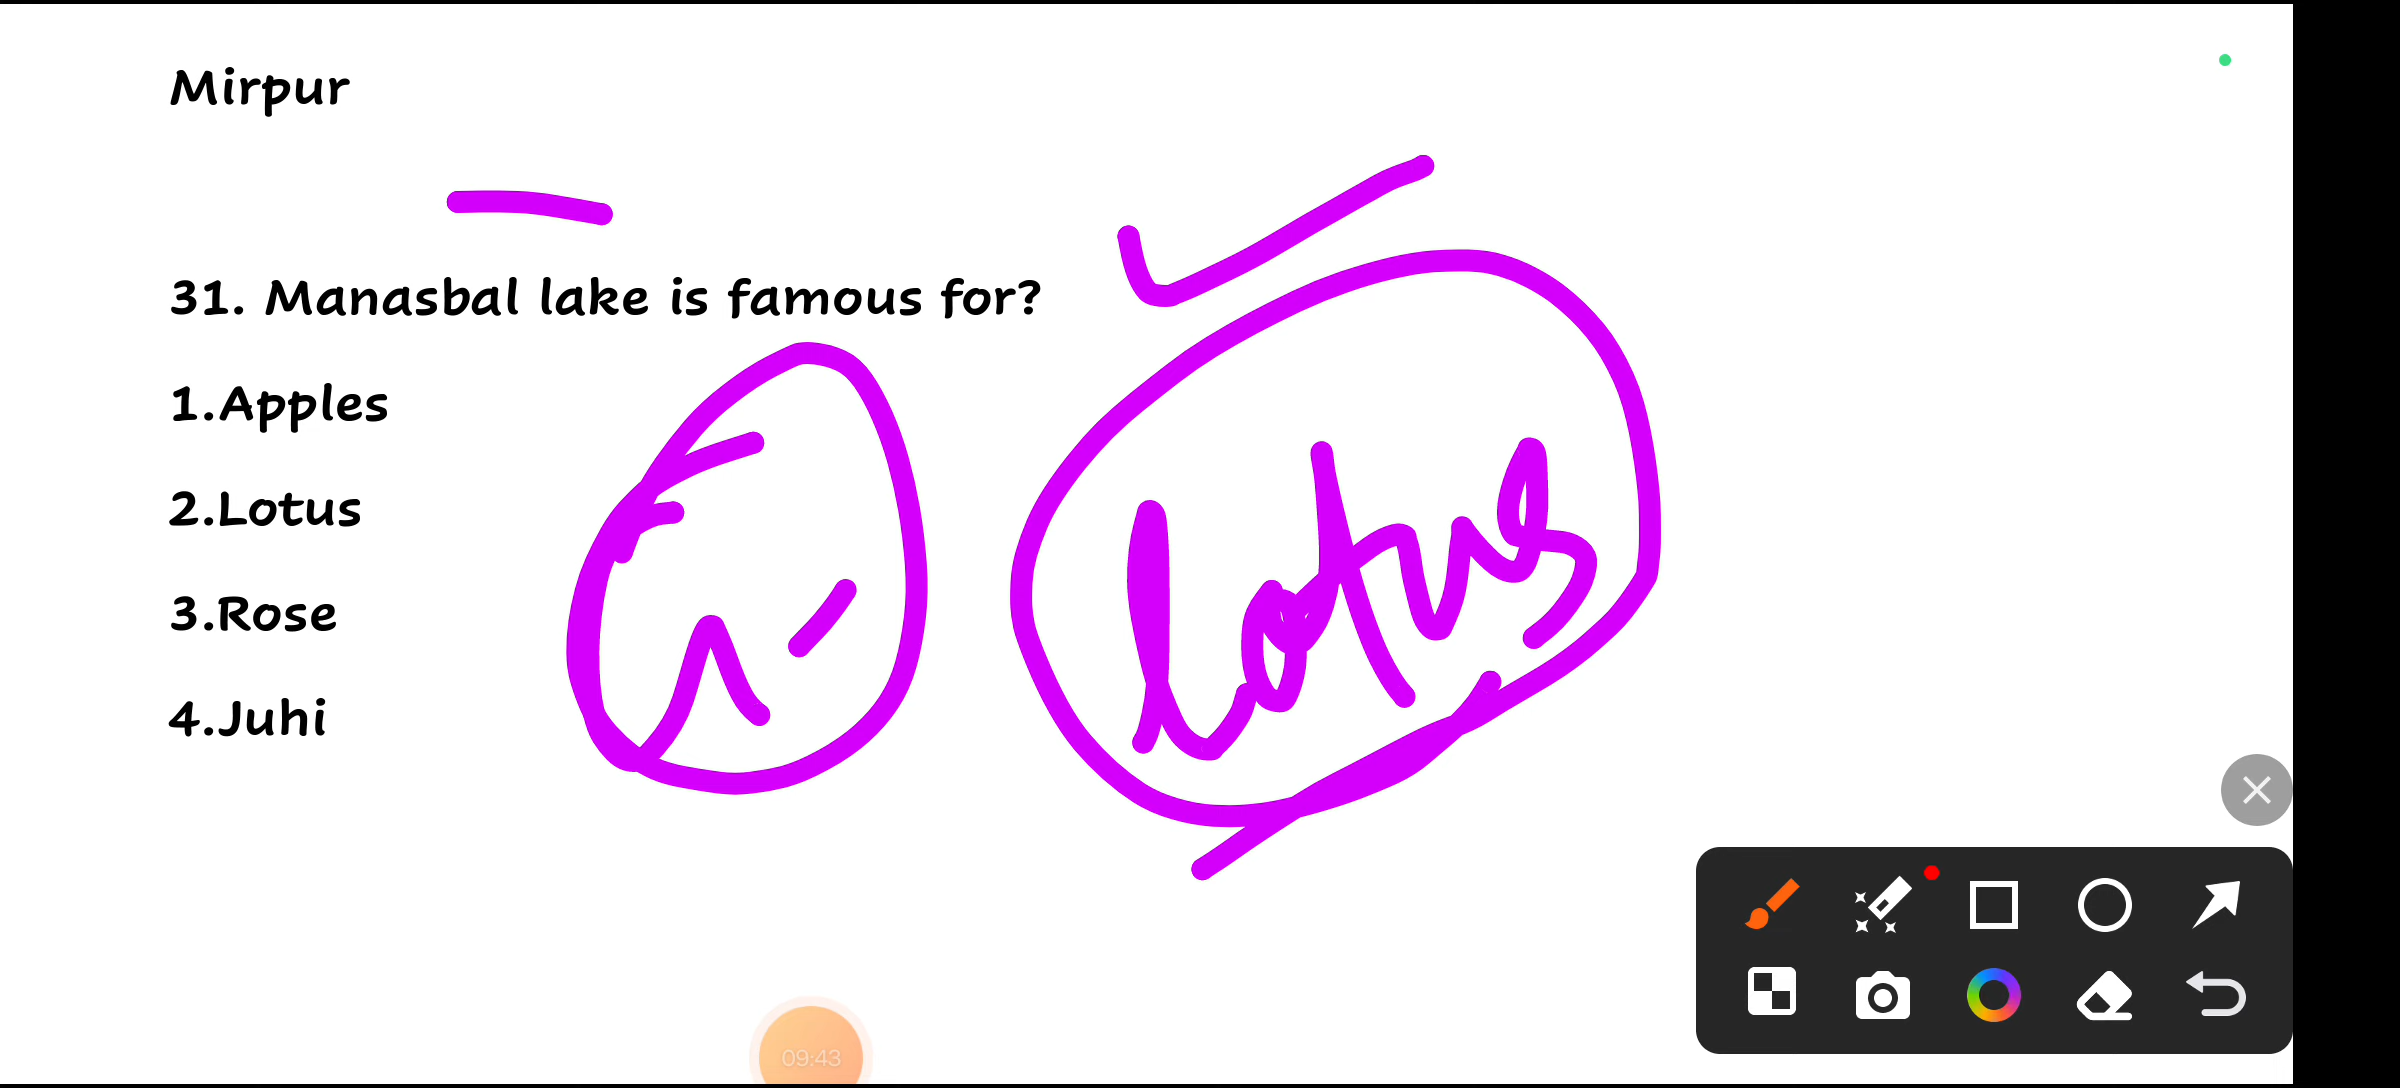 Mirpur
31. Manasbal lake is famous for?
1.Apples
2.Lotus
3.Rose
4.Juhi
lotus
09:43